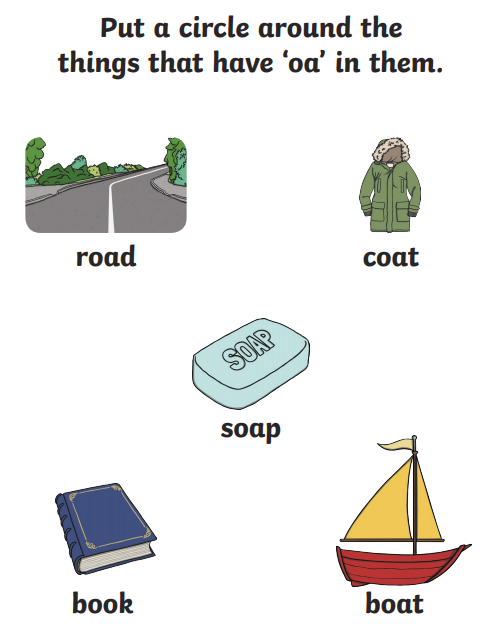 Put a circle around the
things that have ‘oa’ in them.
road
coat
SOAP
soap
book
boat